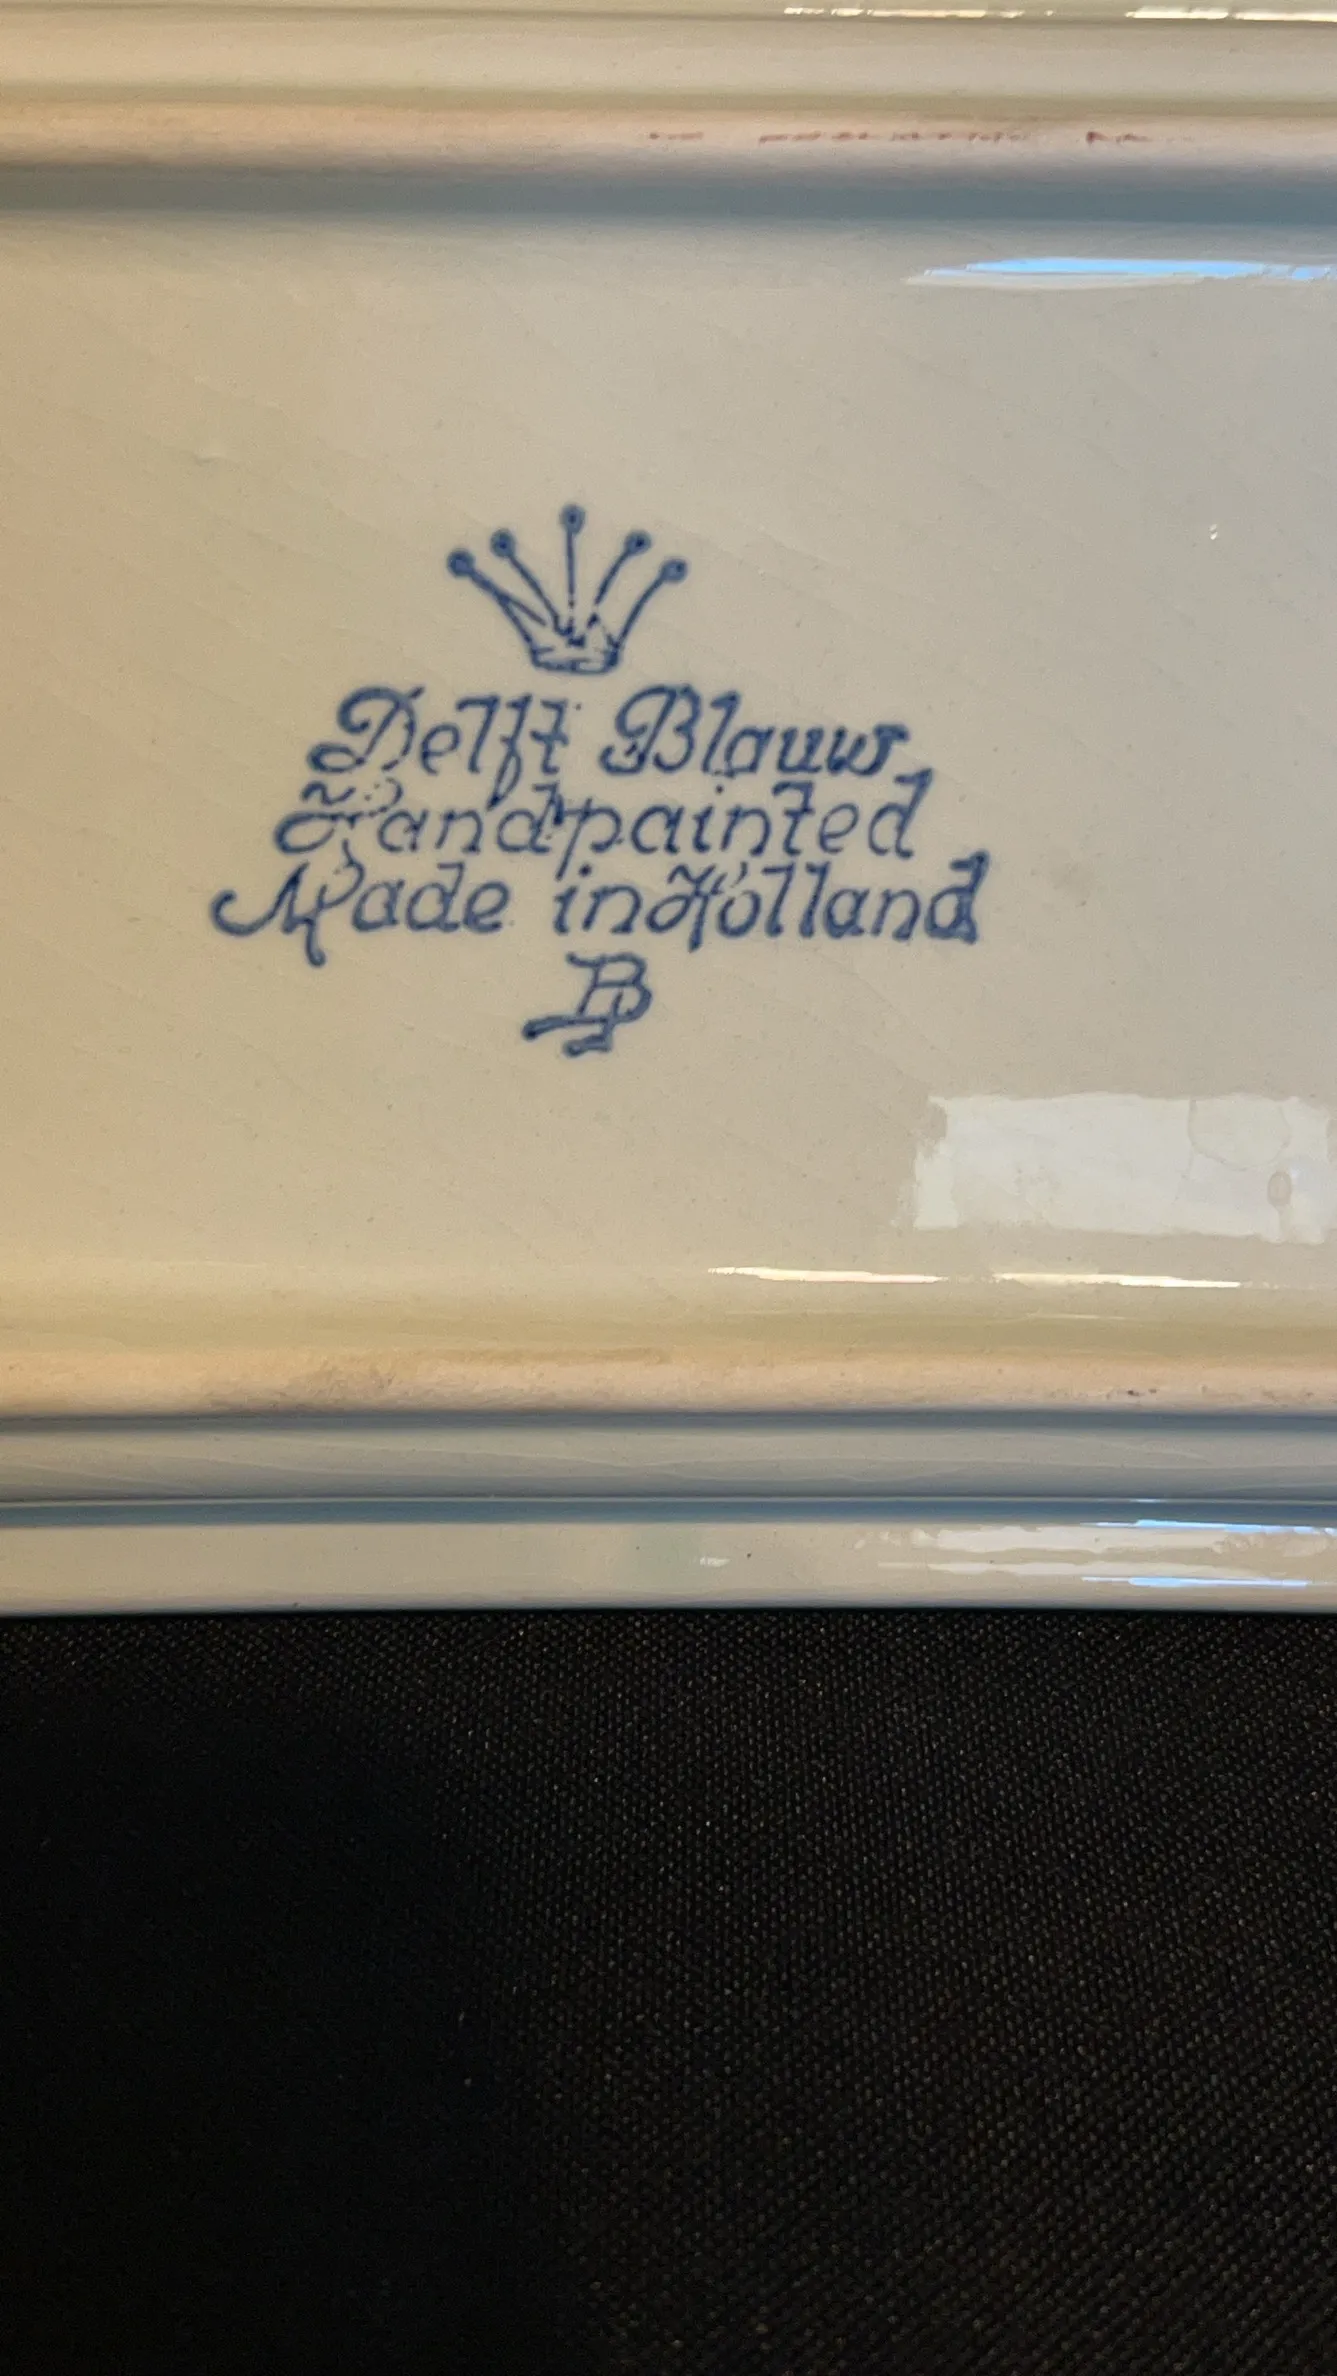 Delft Blauw
Handpainted
Made in Holland
B